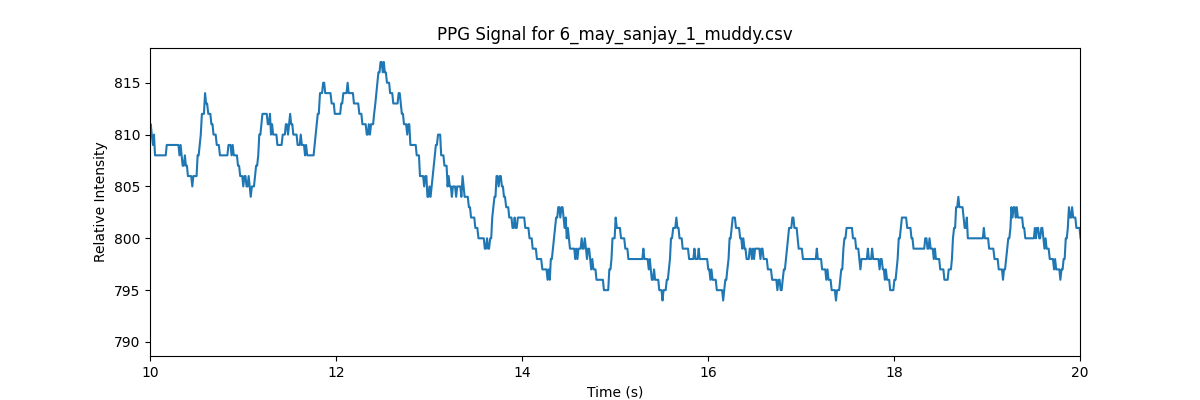 PPG Signal for 6_may_sanjay_1_muddy.csv
Relative Intensity
815
810
805
800
795
790
10 12 14 16 18 20
Time (s)